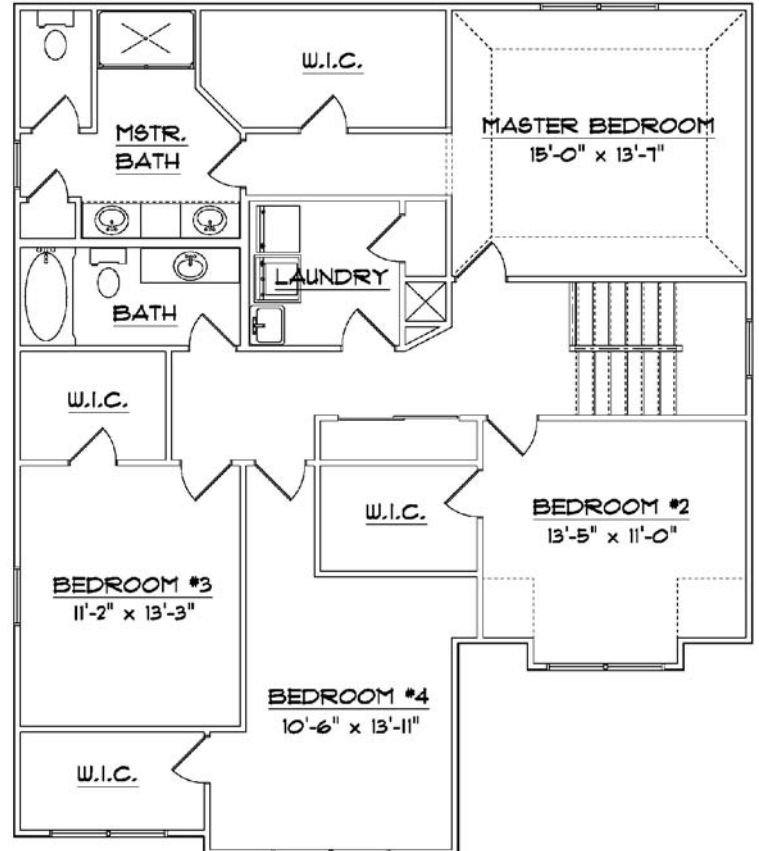 W.I.C.
MSTR.
BATH
MASTER BEDROOM
15'-0" x 13'-7"
LAUNDRY
BATH
W.I.C.
W.I.C.
BEDROOM #2
13'-5" x 11'-0"
BEDROOM #3
11'-2" x 13'-3"
BEDROOM #4
10'-6" x 13'-11"
W.I.C.